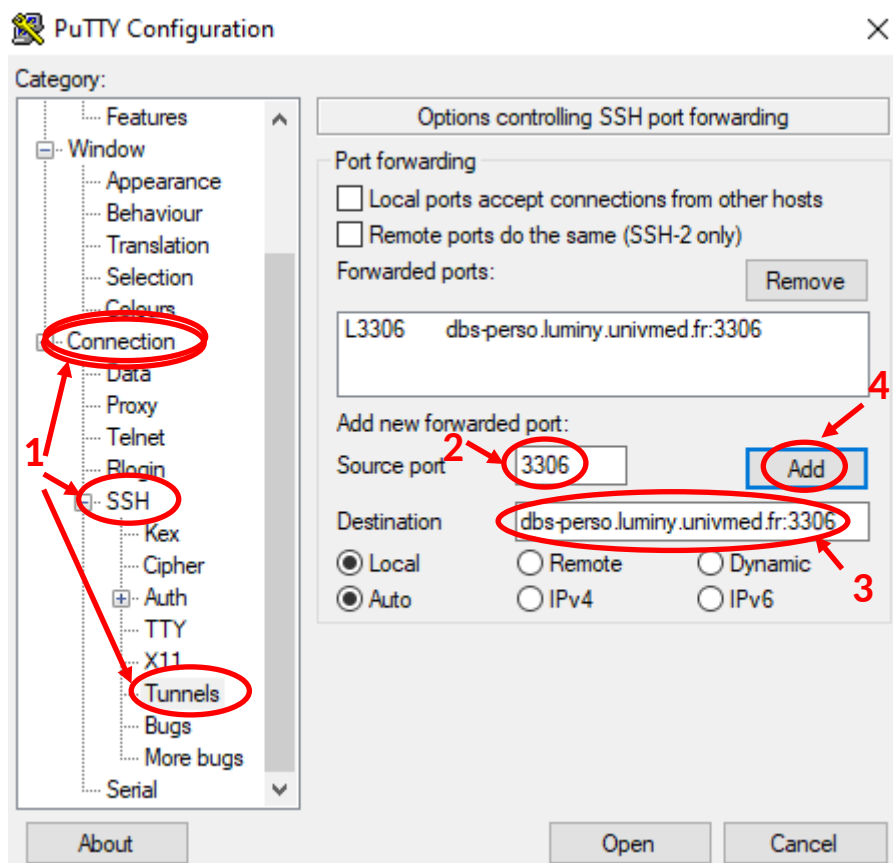 PuTTY Configuration
Category:
Features
Window
Appearance
Behaviour
Translation
Selection
Colours
Connection
Data
Proxy
Telnet
Rlogin
SSH
Kex
Cipher
Auth
TTY
X11
Tunnels
Bugs
More bugs
Serial
1
Options controlling SSH port forwarding
Port forwarding
Local ports accept connections from other hosts
Remote ports do the same (SSH-2 only)
Forwarded ports:
Remove
L3306 dbs-perso.luminy.univmed.fr:3306
4
Add new forwarded port:
Source port 2 3306 Add
Destination dbs-perso.luminy.univmed.fr:3306
Local Remote Dynamic
3
Auto IPv4 IPv6
About Open Cancel